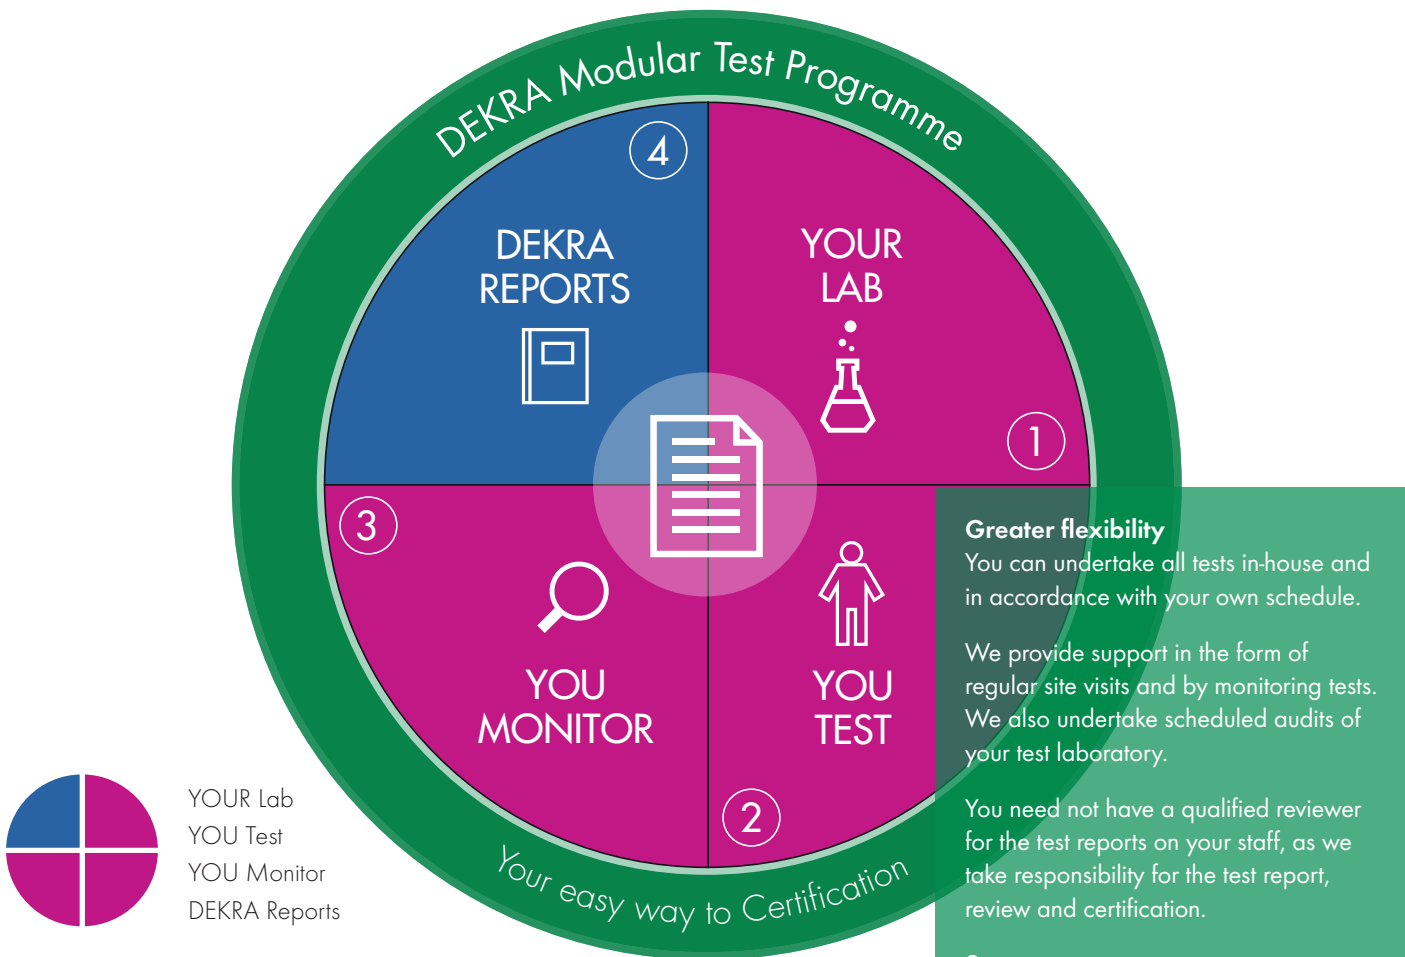 DEKRA Modular Test Programme
4
DEKRA
REPORTS
YOUR
LAB
1
3
YOU
MONITOR
YOU
TEST
2
Your easy way to Certification
Greater flexibility
You can undertake all tests in-house and
in accordance with your own schedule.
We provide support in the form of
regular site visits and by monitoring tests.
We also undertake scheduled audits of
your test laboratory.
You need not have a qualified reviewer
for the test reports on your staff, as we
take responsibility for the test report,
review and certification.
YOUR Lab
YOU Test
YOU Monitor
DEKRA Reports